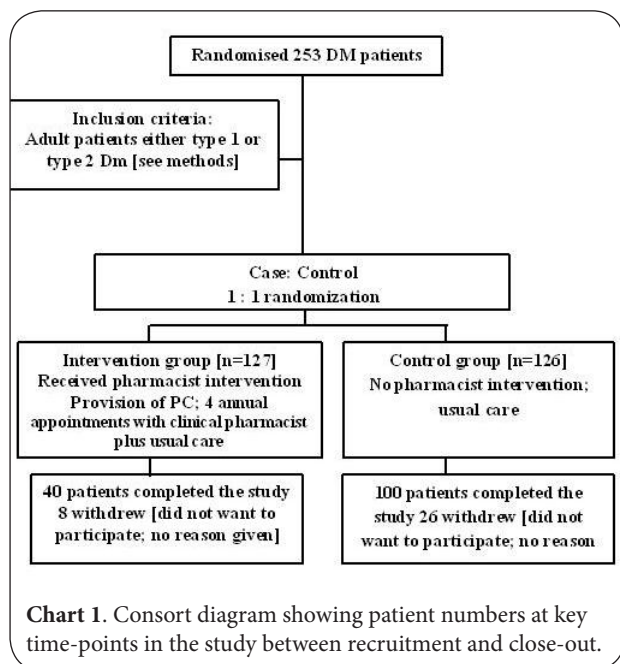 Randomised 253 DM patients
Inclusion criteria:
Adult patients either type 1 or
type 2 Dm [see methods]
Case: Control
1 : 1 randomization
Intervention group [n=127]
Received pharmacist intervention
Provision of PC; 4 annual
appointments with clinical pharmacist
plus usual care
Control group [n=126]
No pharmacist intervention;
usual care
40 patients completed the study
8 withdrew [did not want to
participate; no reason given]
100 patients completed the
study 26 withdrew [did not
want to participate; no reason
Chart 1. Consort diagram showing patient numbers at key
time-points in the study between recruitment and close-out.